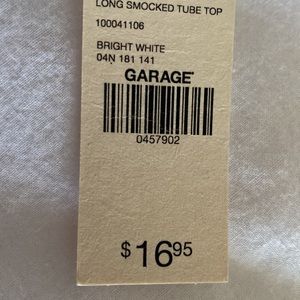 LONG SMOCKED TUBE TOP
100041106
BRIGHT WHITE
04N 181 141
GARAGE
0457902
$16.95